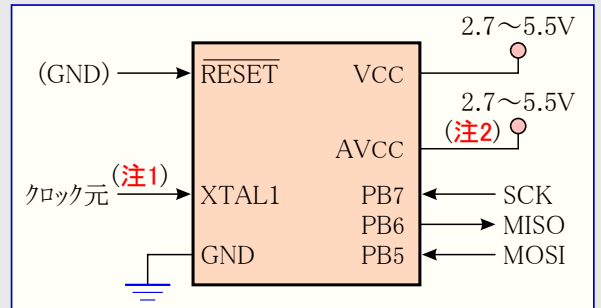 2.7～5.5V
(GND) RESET VCC
2.7～5.5V
(注2)
AVCC
クロック元 (注1) XTAL1 PB7 SCK
PB6 MISO
GND PB5 MOSI